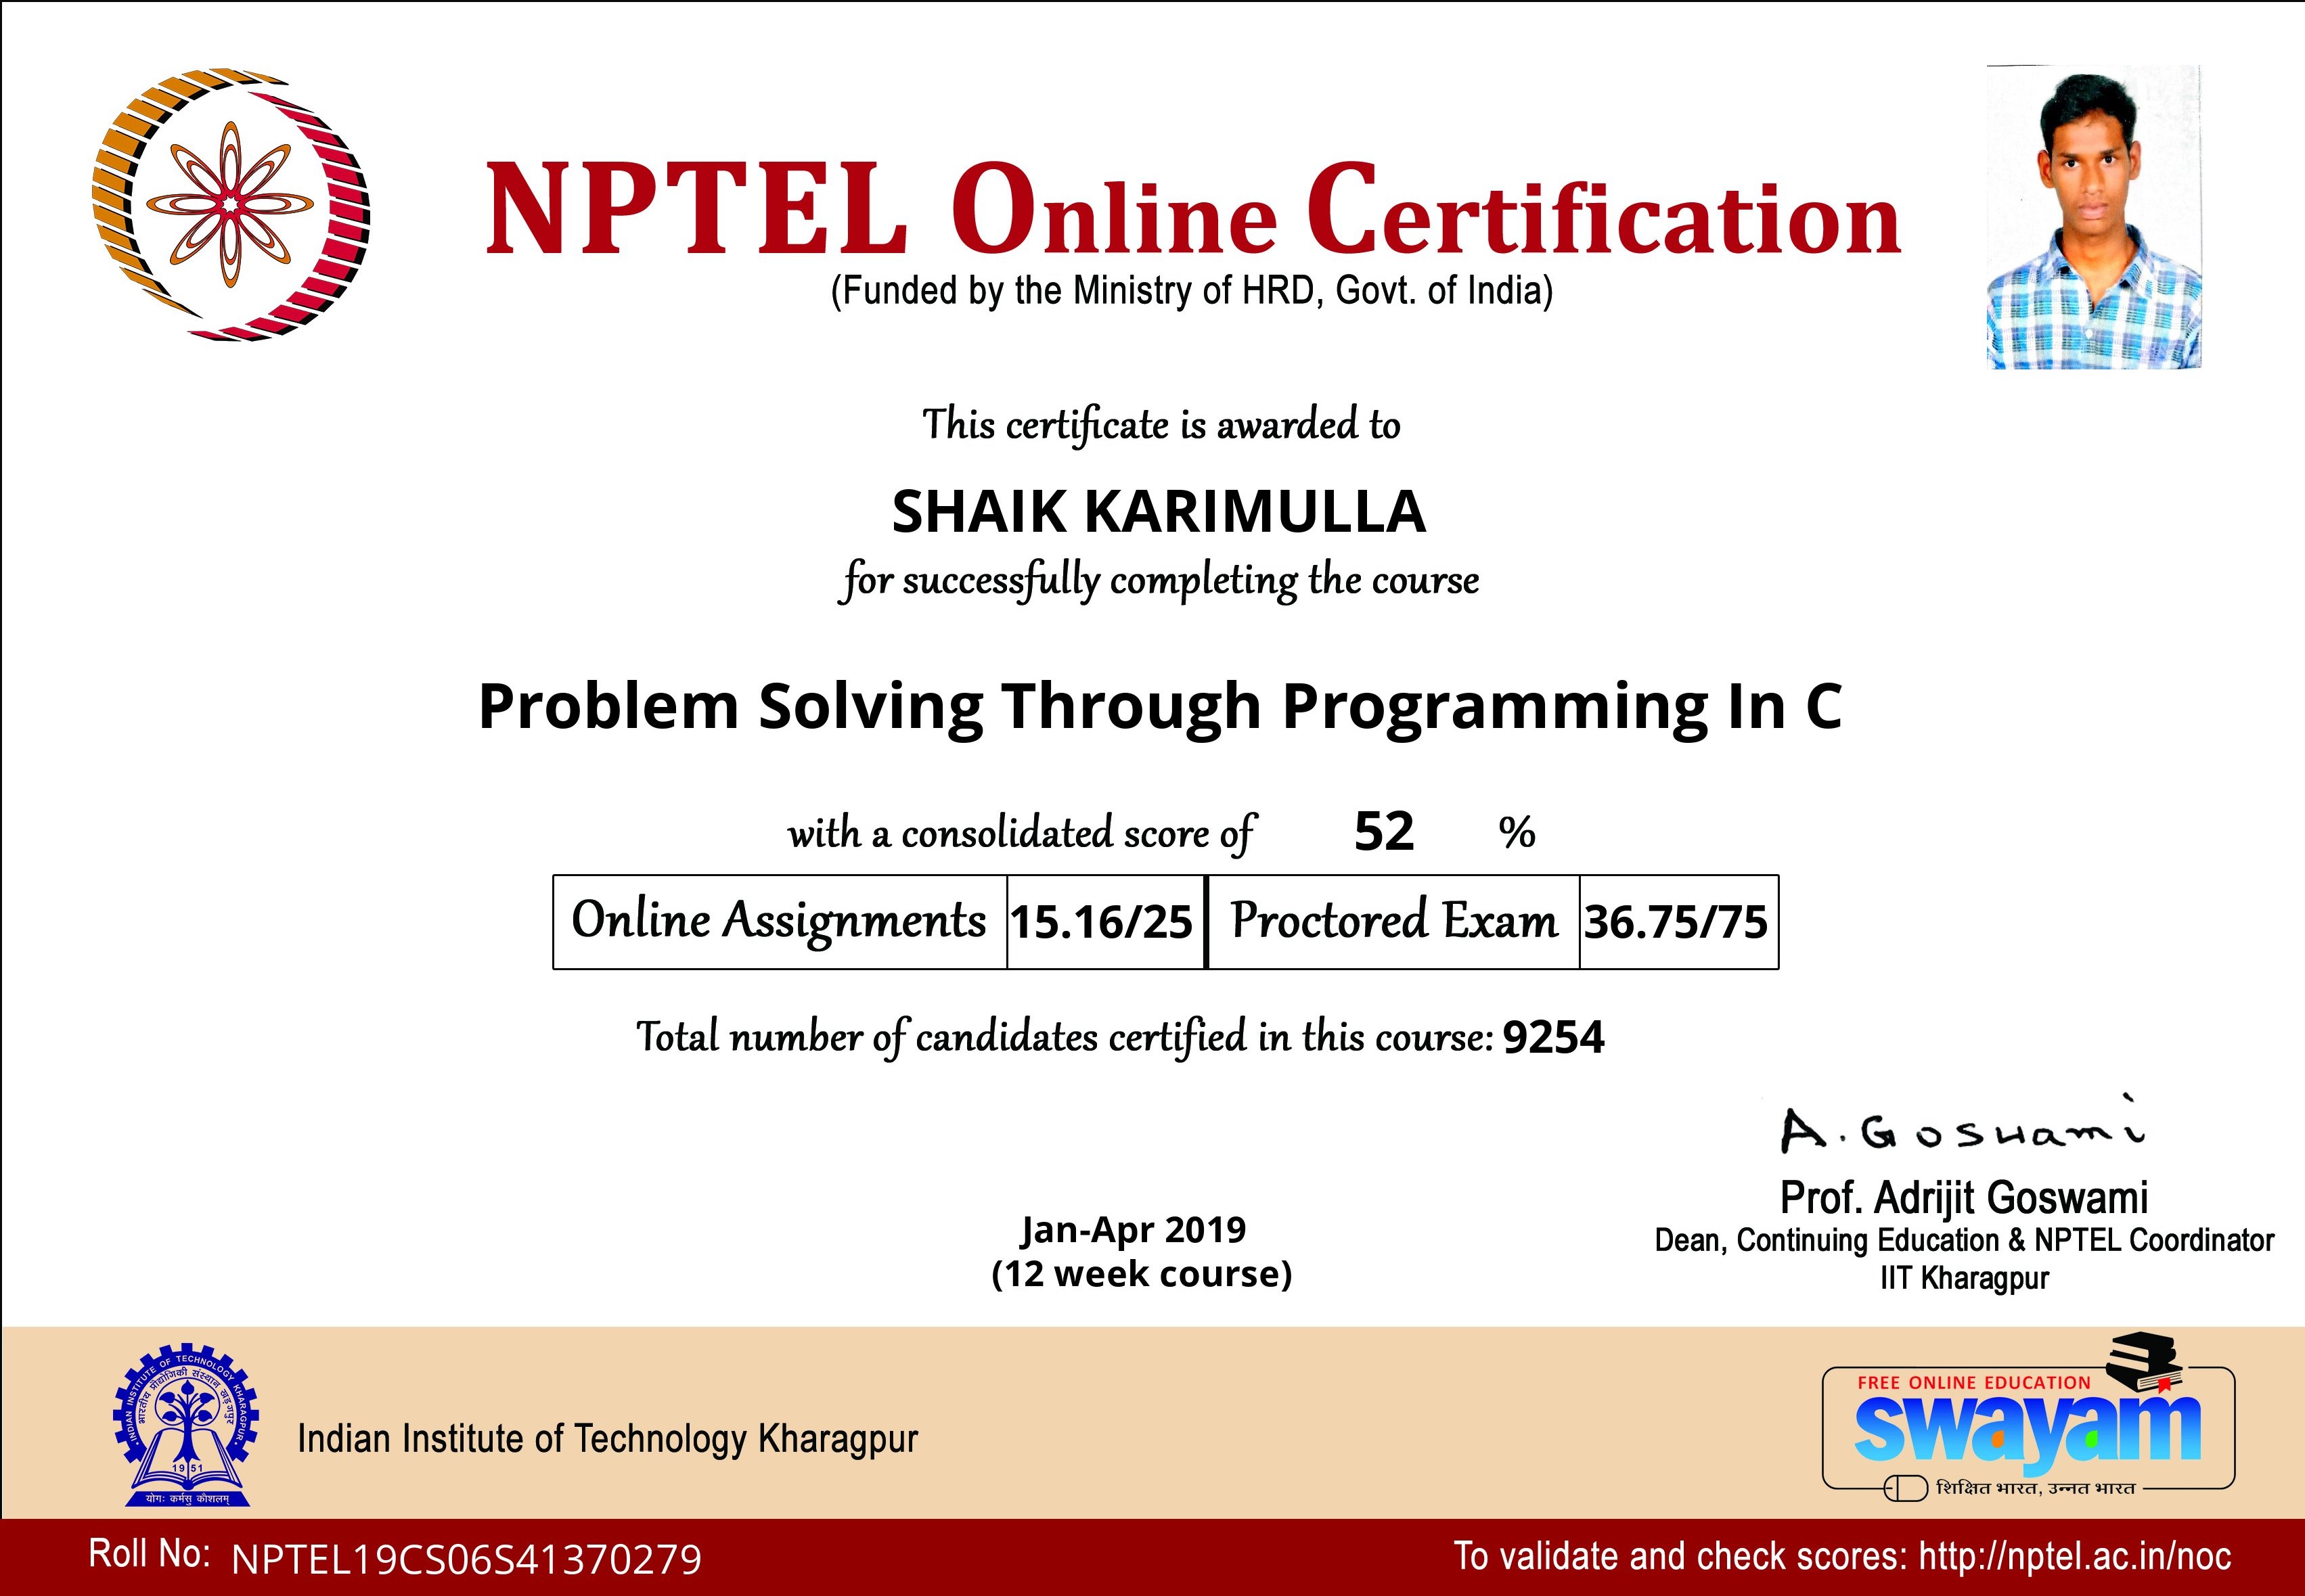 NPTEL Online Certification
(Funded by the Ministry of HRD, Govt. of India)
This certificate is awarded to
SHAIK KARIMULLA
for successfully completing the course
Problem Solving Through Programming In C
with a consolidated score of 52 %
Online Assignments 15.16/25 Proctored Exam 36.75/75
Total number of candidates certified in this course: 9254
A. Goswami
Prof. Adrijit Goswami
Dean, Continuing Education & NPTEL Coordinator
IIT Kharagpur
Jan-Apr 2019
(12 week course)
INDIAN INSTITUTE OF TECHNOLOGY KHARAGPUR
भारतीय प्रौद्योगिकी संस्थान खड़गपुर
1951
योगः कर्मसु कौशलम्
Indian Institute of Technology Kharagpur
FREE ONLINE EDUCATION
swayam
शिक्षित भारत, उन्नत भारत
Roll No: NPTEL19CS06S41370279
To validate and check scores: http://nptel.ac.in/noc